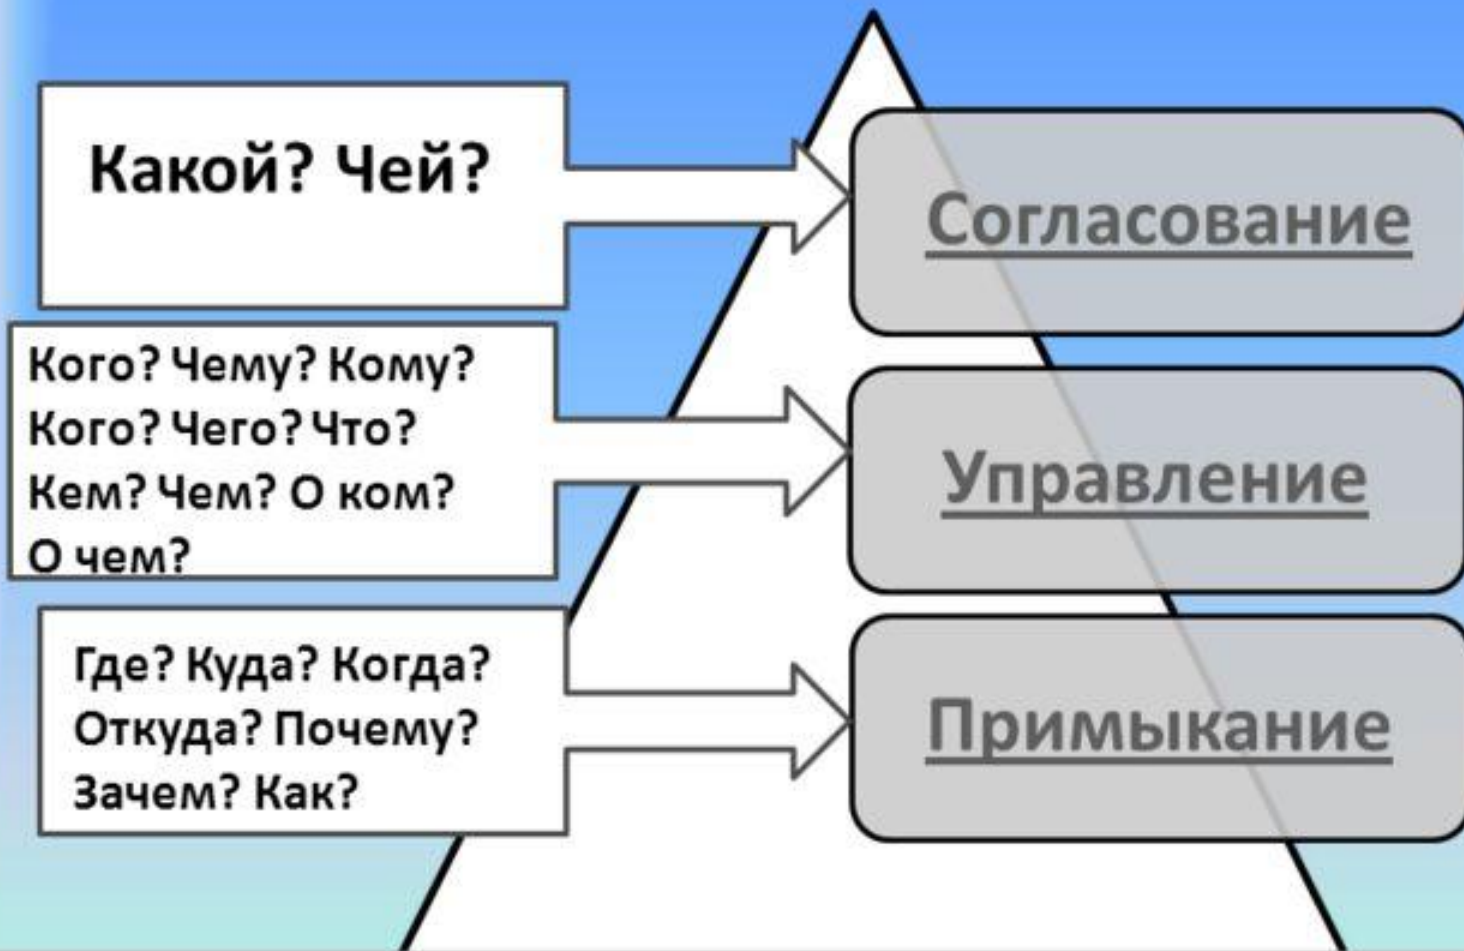 Какой? Чей?
Согласование
Кого? Чему? Кому?
Кого? Чего? Что?
Кем? Чем? О ком?
О чем?
Управление
Где? Куда? Когда?
Откуда? Почему?
Зачем? Как?
Примыкание